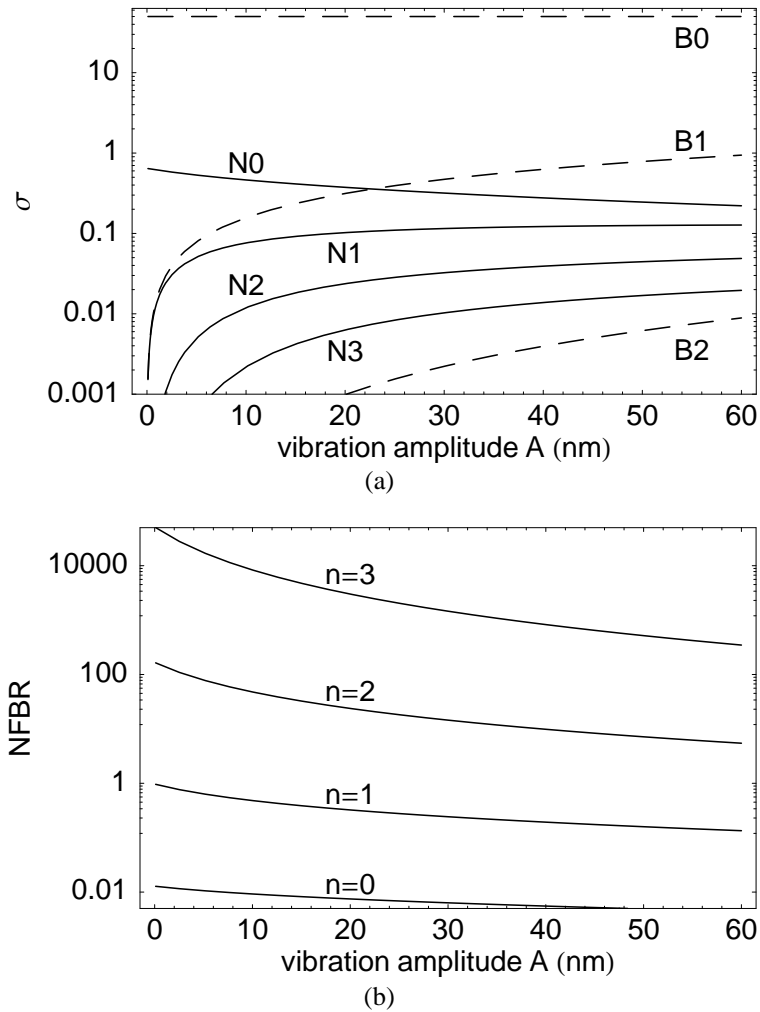 10
1
0.1
0.01
0.001
σ
B0
B1
N0
N1
N2
N3
B2
0 10 20 30 40 50 60
vibration amplitude A (nm)
(a)
10000
100
1
0.01
NFBR
n=3
n=2
n=1
n=0
0 10 20 30 40 50 60
vibration amplitude A (nm)
(b)